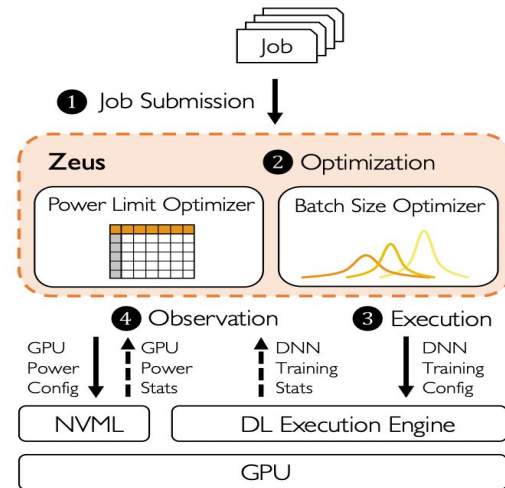 Job
1 Job Submission
Zeus
2 Optimization
Power Limit Optimizer
Batch Size Optimizer
4 Observation
3 Execution
GPU
Power
Config
GPU
Power
Stats
DNN
Training
Stats
DNN
Training
Config
NVML
DL Execution Engine
GPU